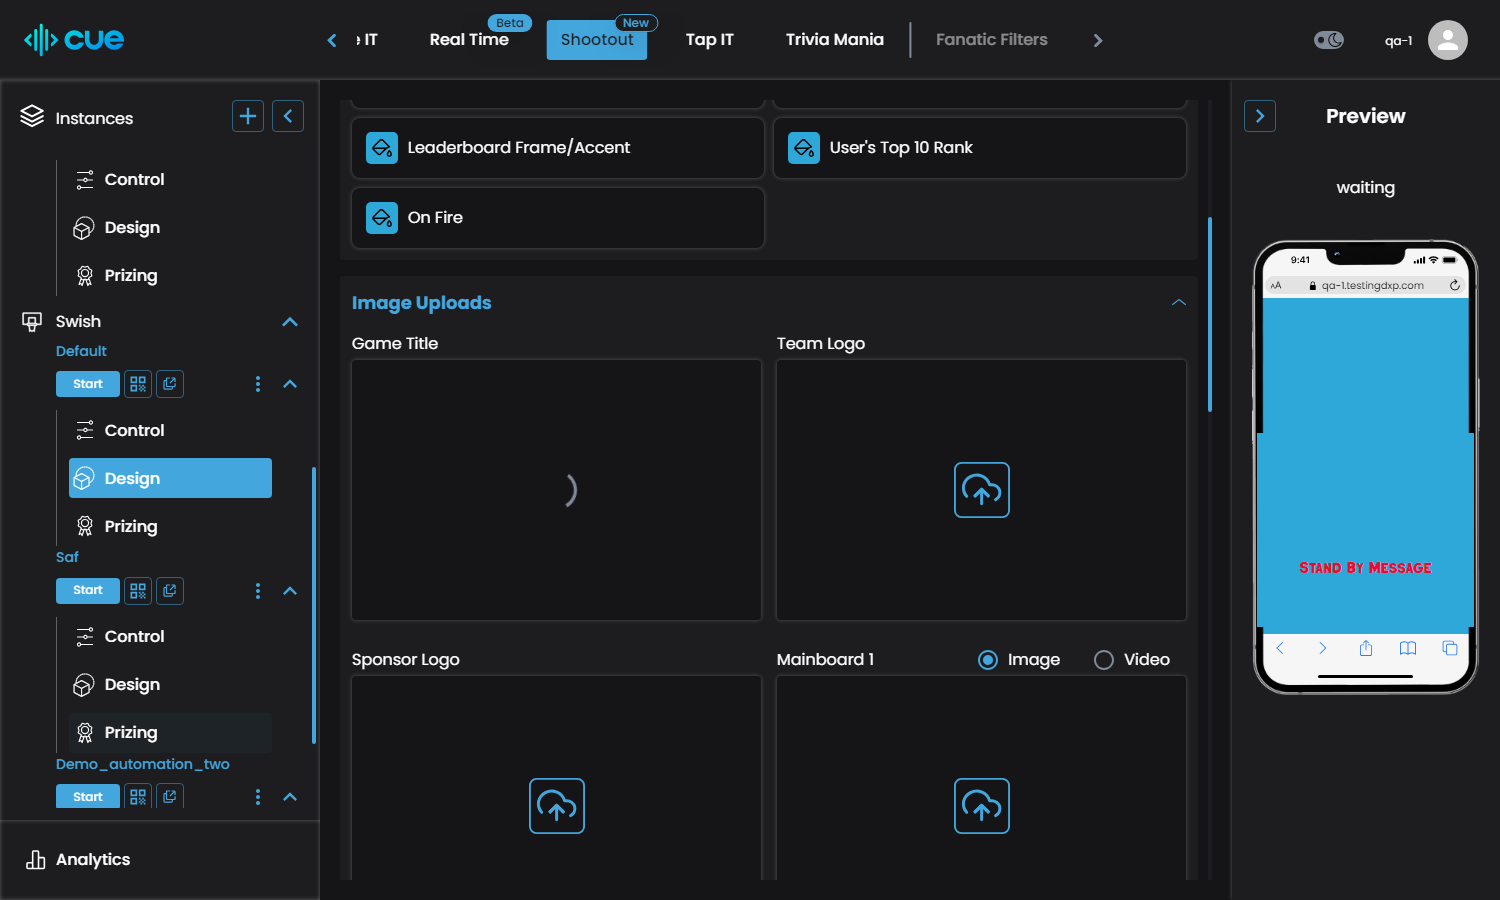 cue
IT
Real Time
Beta
Shootout
New
Tap IT
Trivia Mania
Fanatic Filters
qa-1
Instances
Control
Design
Prizing
Swish
Default
Start
Control
Design
Prizing
Saf
Start
Control
Design
Prizing
Demo_automation_two
Start
Analytics
Leaderboard Frame/Accent
User's Top 10 Rank
On Fire
Image Uploads
Game Title
Team Logo
Sponsor Logo
Mainboard 1
Image
Video
Preview
waiting
9:41
AA
qa-1.testingdxp.com
Stand By Message